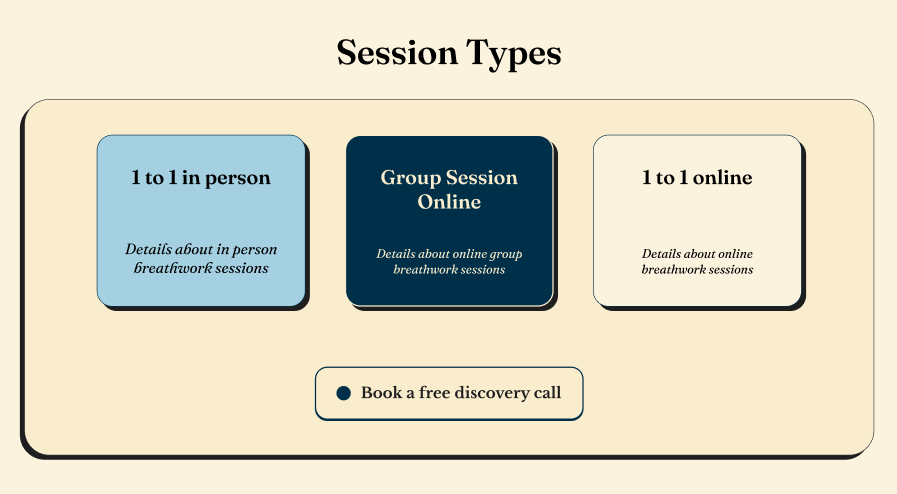 Session Types
1 to 1 in person
Details about in person
breathwork sessions
Group Session
Online
Details about online group
breathwork sessions
1 to 1 online
Details about online
breathwork sessions
Book a free discovery call